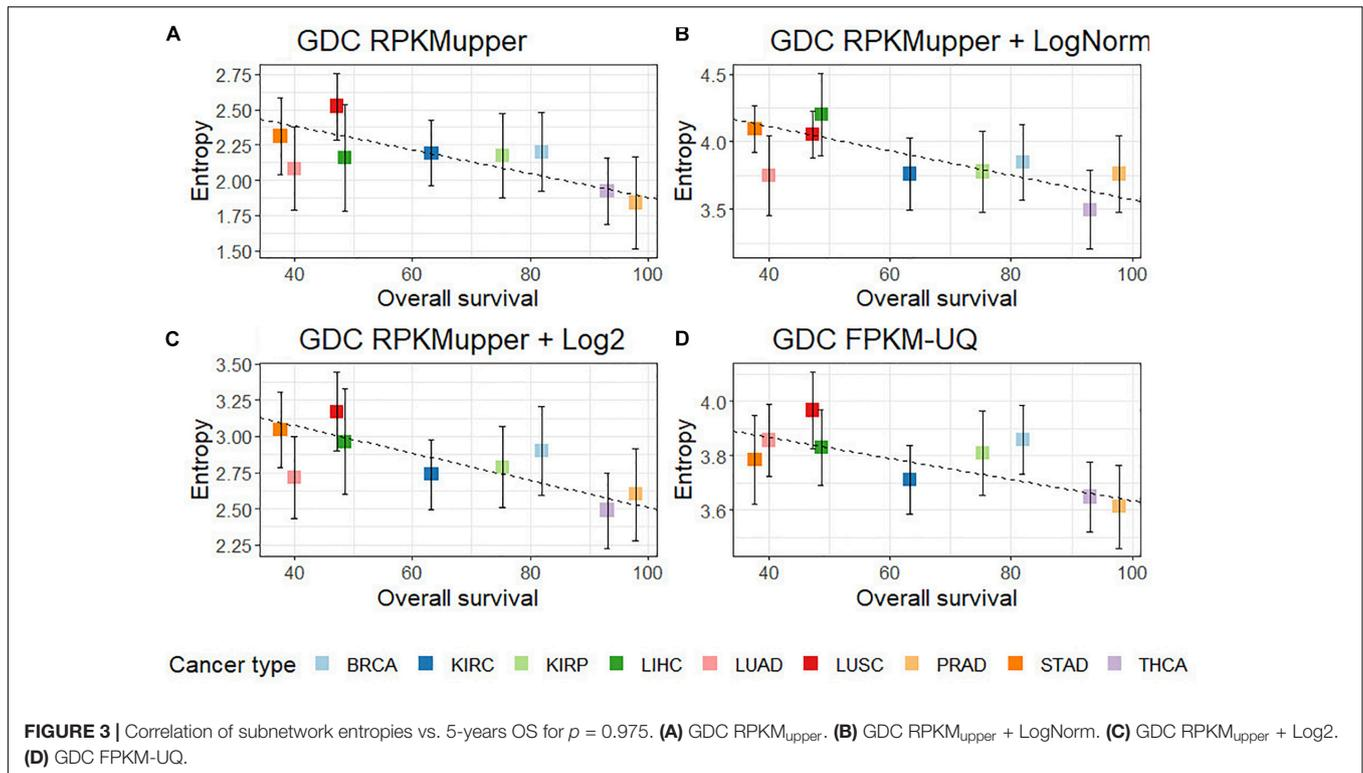 A
GDC RPKMupper
2.75
2.50
2.25
2.00
1.75
1.50
Entropy
40 60 80 100
Overall survival
B
GDC RPKMupper + LogNorm
4.5
4.0
3.5
Entropy
40 60 80 100
Overall survival
C
GDC RPKMupper + Log2
3.50
3.25
3.00
2.75
2.50
2.25
Entropy
40 60 80 100
Overall survival
D
GDC FPKM-UQ
4.0
3.8
3.6
Entropy
40 60 80 100
Overall survival
Cancer type BRCA KIRC KIRP LIHC LUAD LUSC PRAD STAD THCA
FIGURE 3 | Correlation of subnetwork entropies vs. 5-years OS for p = 0.975. (A) GDC RPKMupper. (B) GDC RPKMupper + LogNorm. (C) GDC RPKMupper + Log2.
(D) GDC FPKM-UQ.